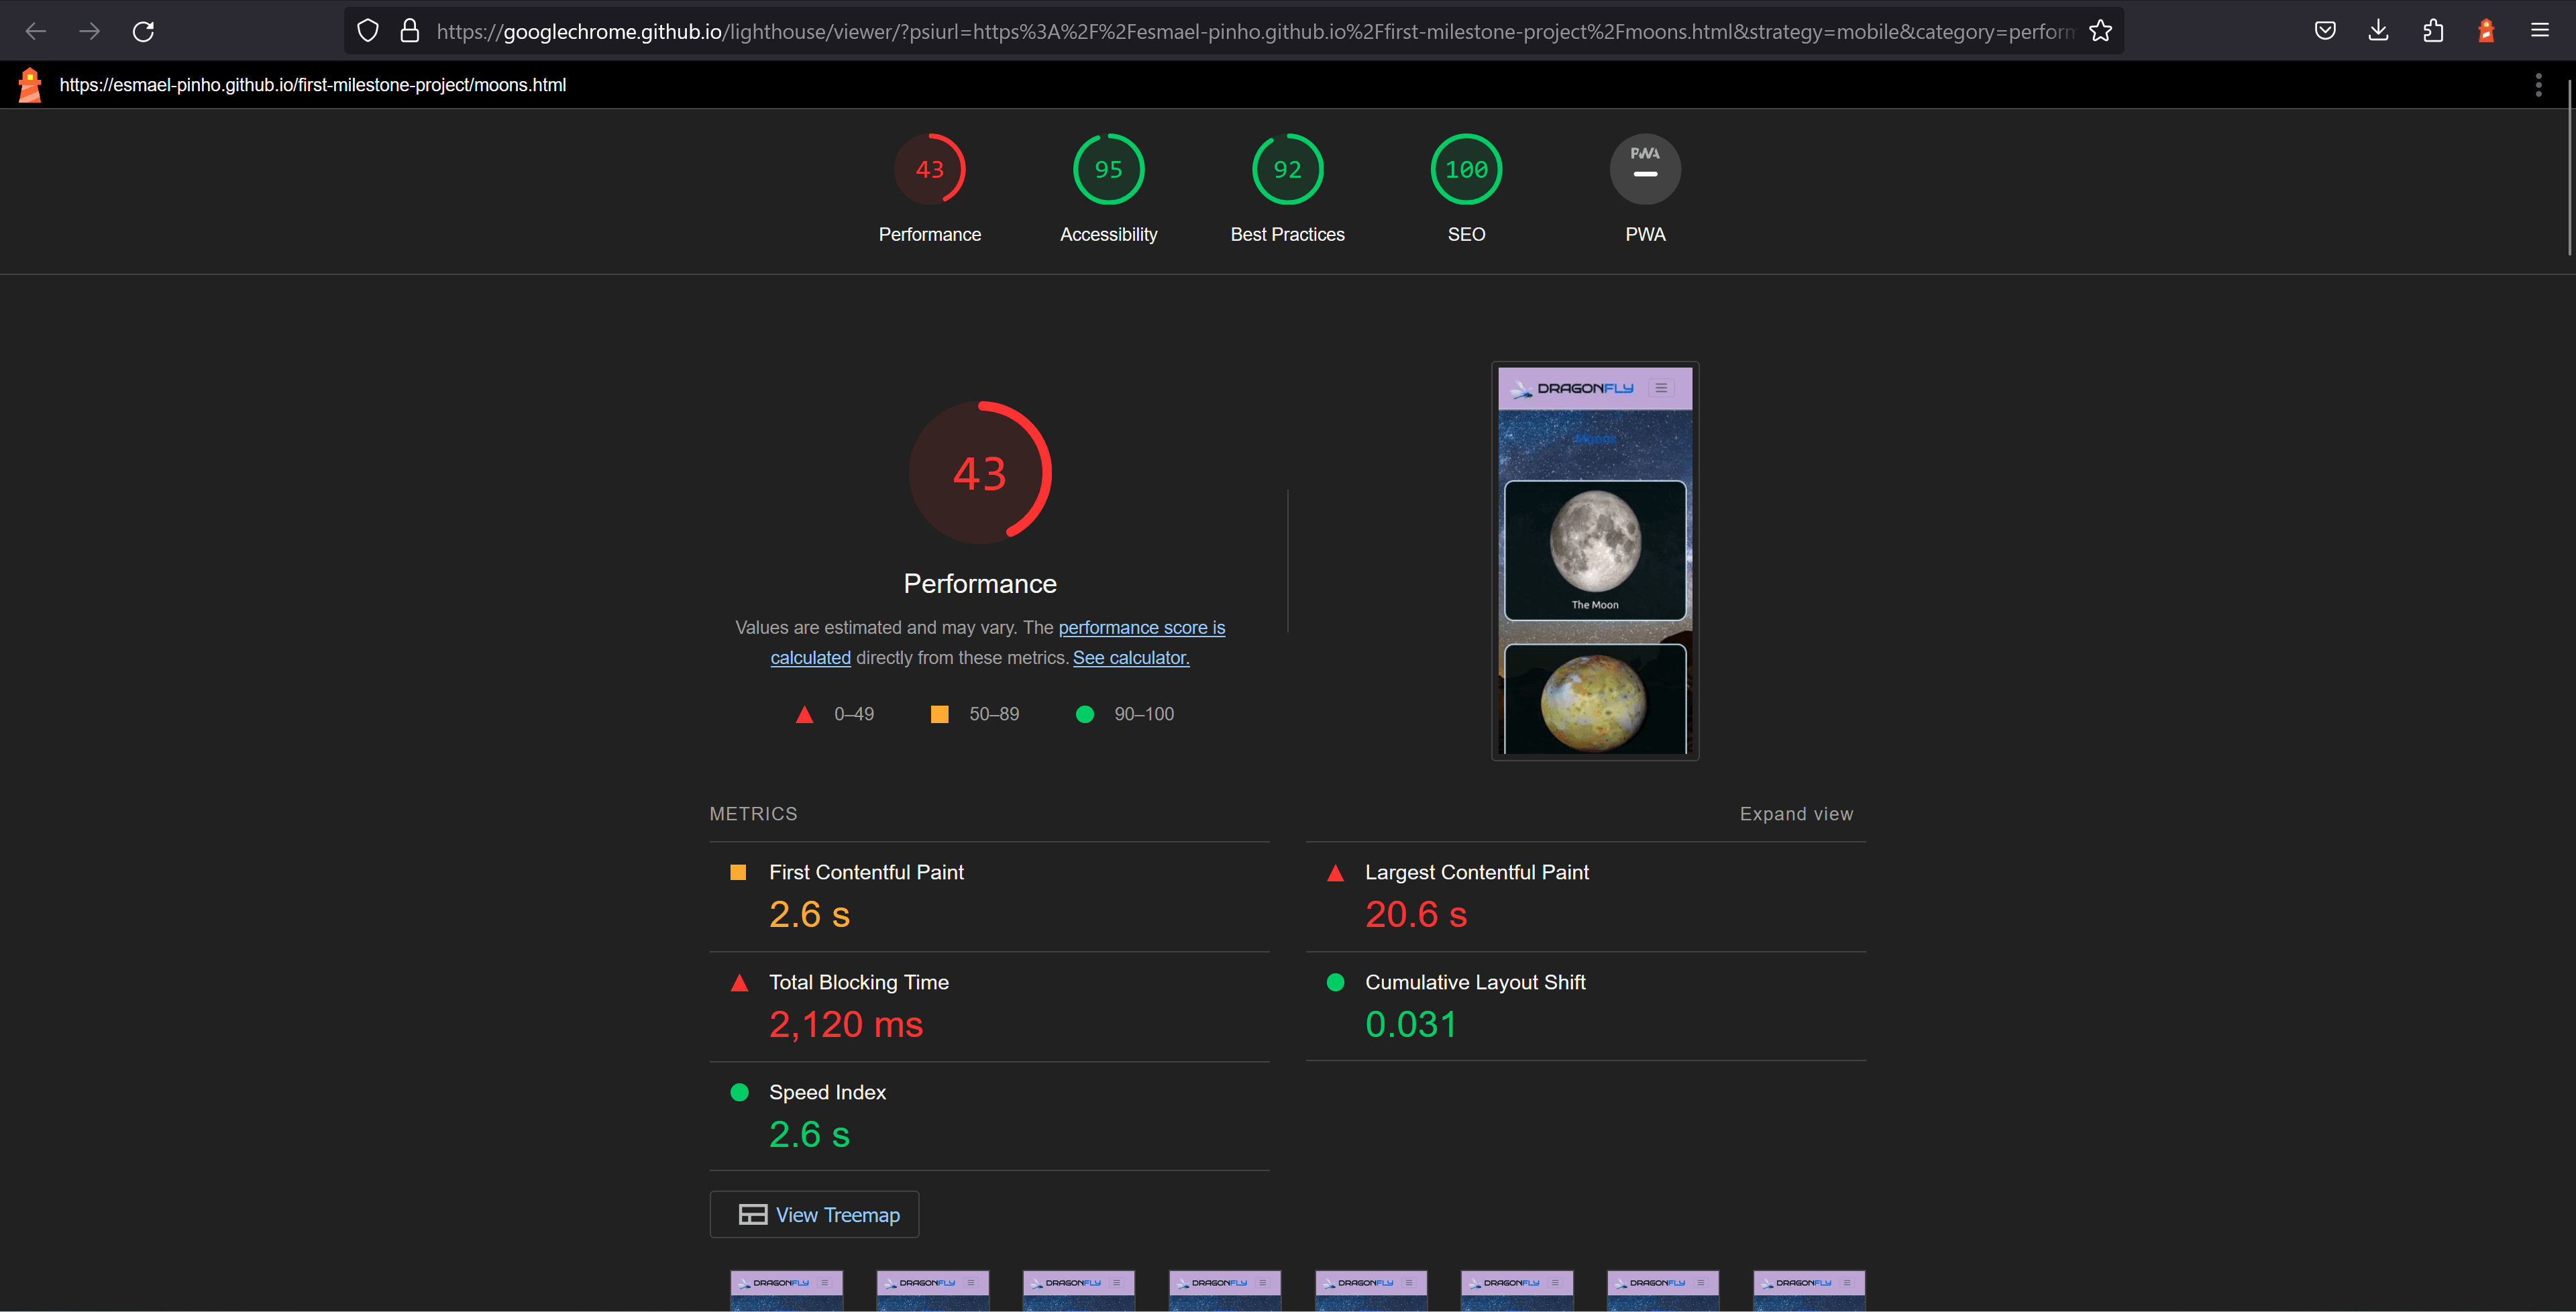 https://googlechrome.github.io/lighthouse/viewer/?psiurl=https%3A%2F%2Fesmael-pinho.github.io%2Ffirst-milestone-project%2Fmoons.html&strategy=mobile&category=perform
https://esmael-pinho.github.io/first-milestone-project/moons.html
43 95 92 100 PWA
Performance Accessibility Best Practices SEO PWA
DRAGONFLY
Moons
43
The Moon
Performance
Values are estimated and may vary. The performance score is
calculated directly from these metrics. See calculator.
0–49 50–89 90–100
METRICS Expand view
First Contentful Paint
2.6 s
Largest Contentful Paint
20.6 s
Total Blocking Time
2,120 ms
Cumulative Layout Shift
0.031
Speed Index
2.6 s
View Treemap
DRAGONFLY DRAGONFLY DRAGONFLY DRAGONFLY DRAGONFLY DRAGONFLY DRAGONFLY DRAGONFLY